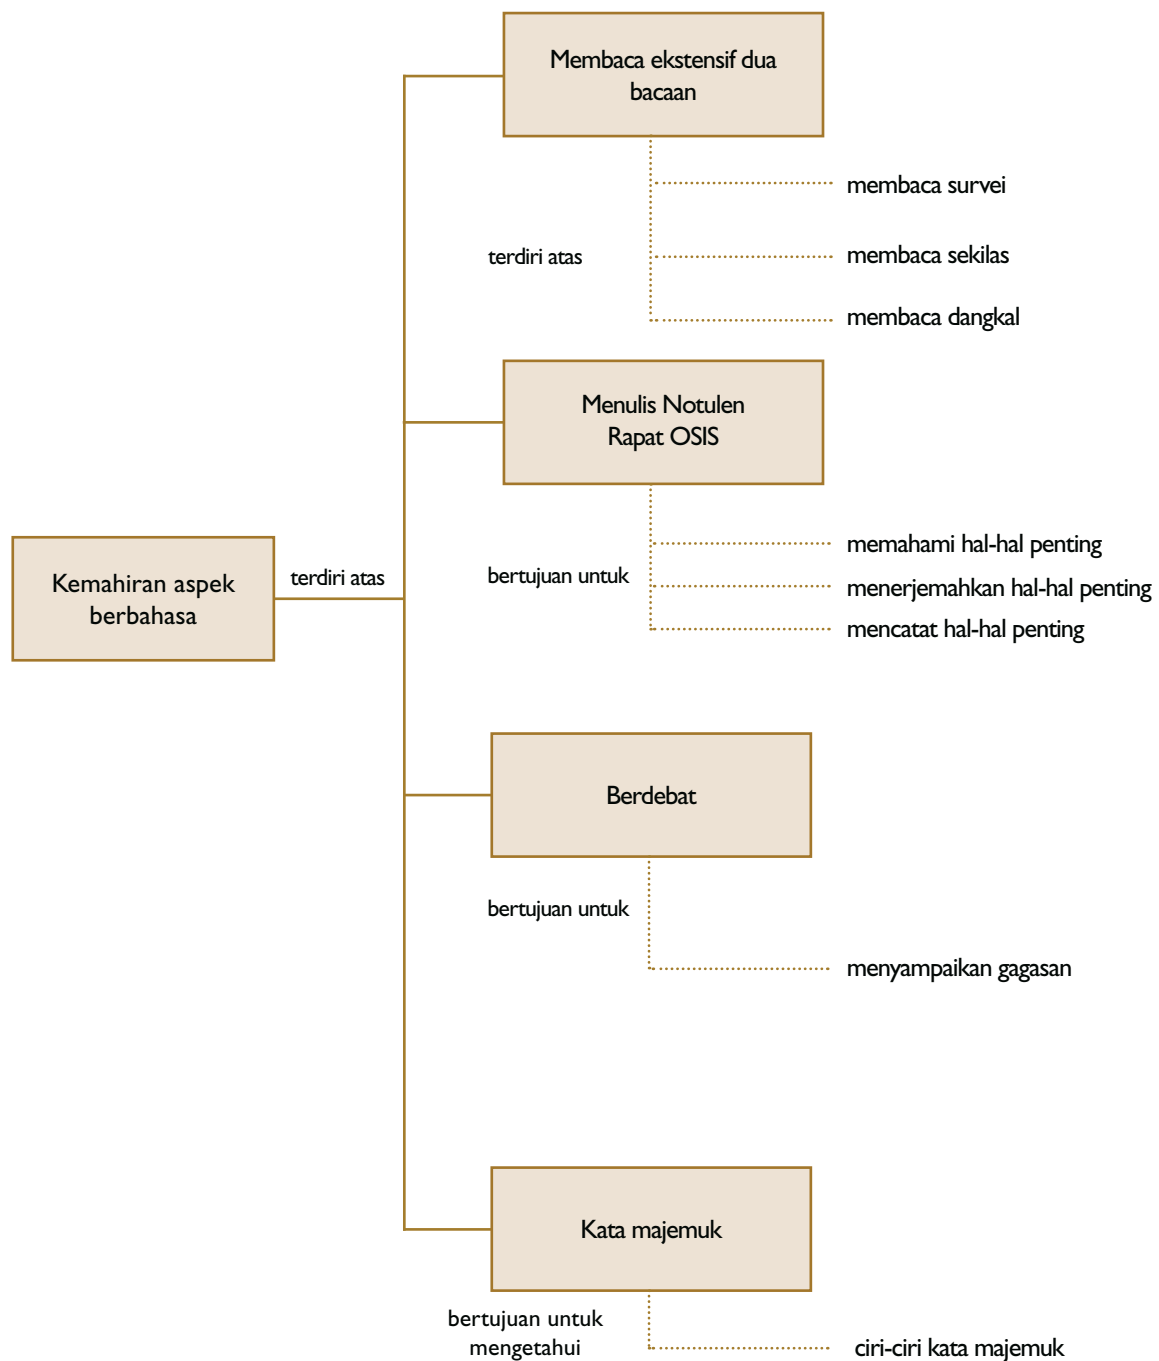 Membaca ekstensif dua
bacaan
membaca survei
terdiri atas
membaca sekilas
membaca dangkal
Menulis Notulen
Rapat OSIS
bertujuan untuk
memahami hal-hal penting
menerjemahkan hal-hal penting
mencatat hal-hal penting
Kemahiran aspek
berbahasa
terdiri atas
Berdebat
bertujuan untuk
menyampaikan gagasan
Kata majemuk
bertujuan untuk
mengetahui
ciri-ciri kata majemuk